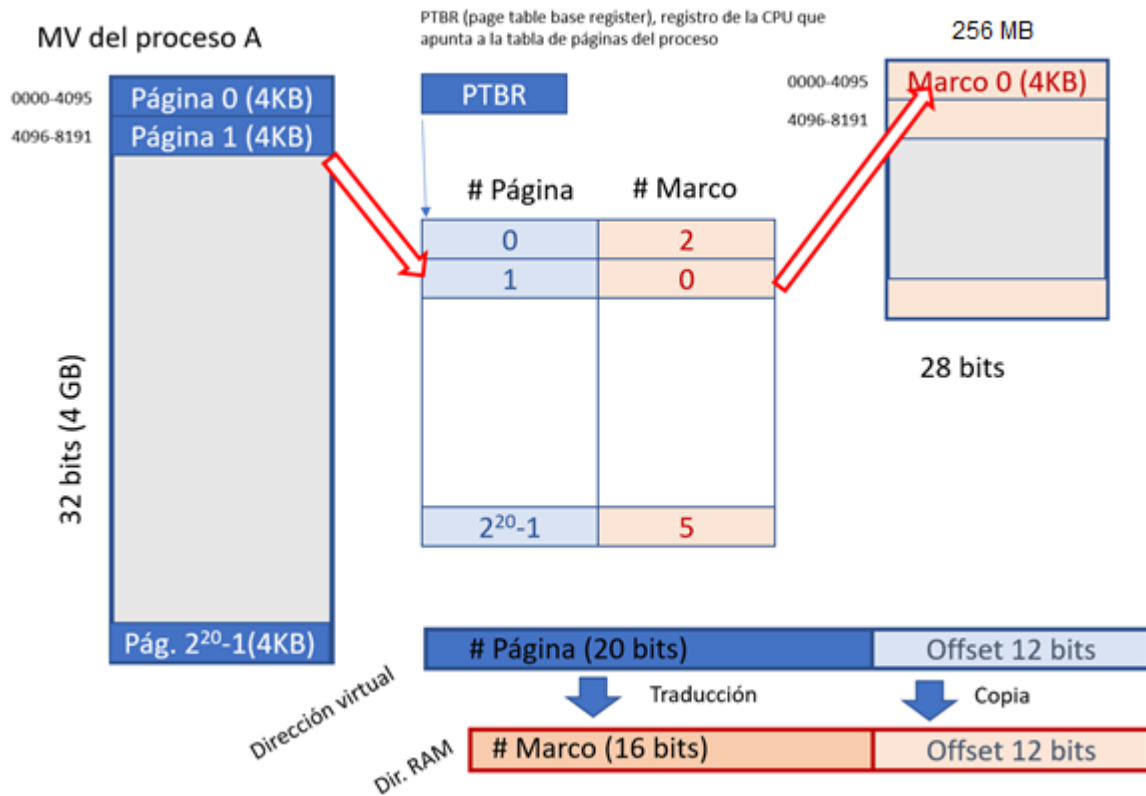 PTBR (page table base register), registro de la CPU que
apunta a la tabla de páginas del proceso
MV del proceso A
256 MB
0000-4095
Página 0 (4KB)
4096-8191
Página 1 (4KB)
PTBR
0000-4095
Marco 0 (4KB)
4096-8191
# Página
# Marco
0
2
1
0
2²⁰-1
5
28 bits
32 bits (4 GB)
Pág. 2²⁰-1(4KB)
Dirección virtual
# Página (20 bits)
Offset 12 bits
Traducción
Copia
Dir. RAM
# Marco (16 bits)
Offset 12 bits